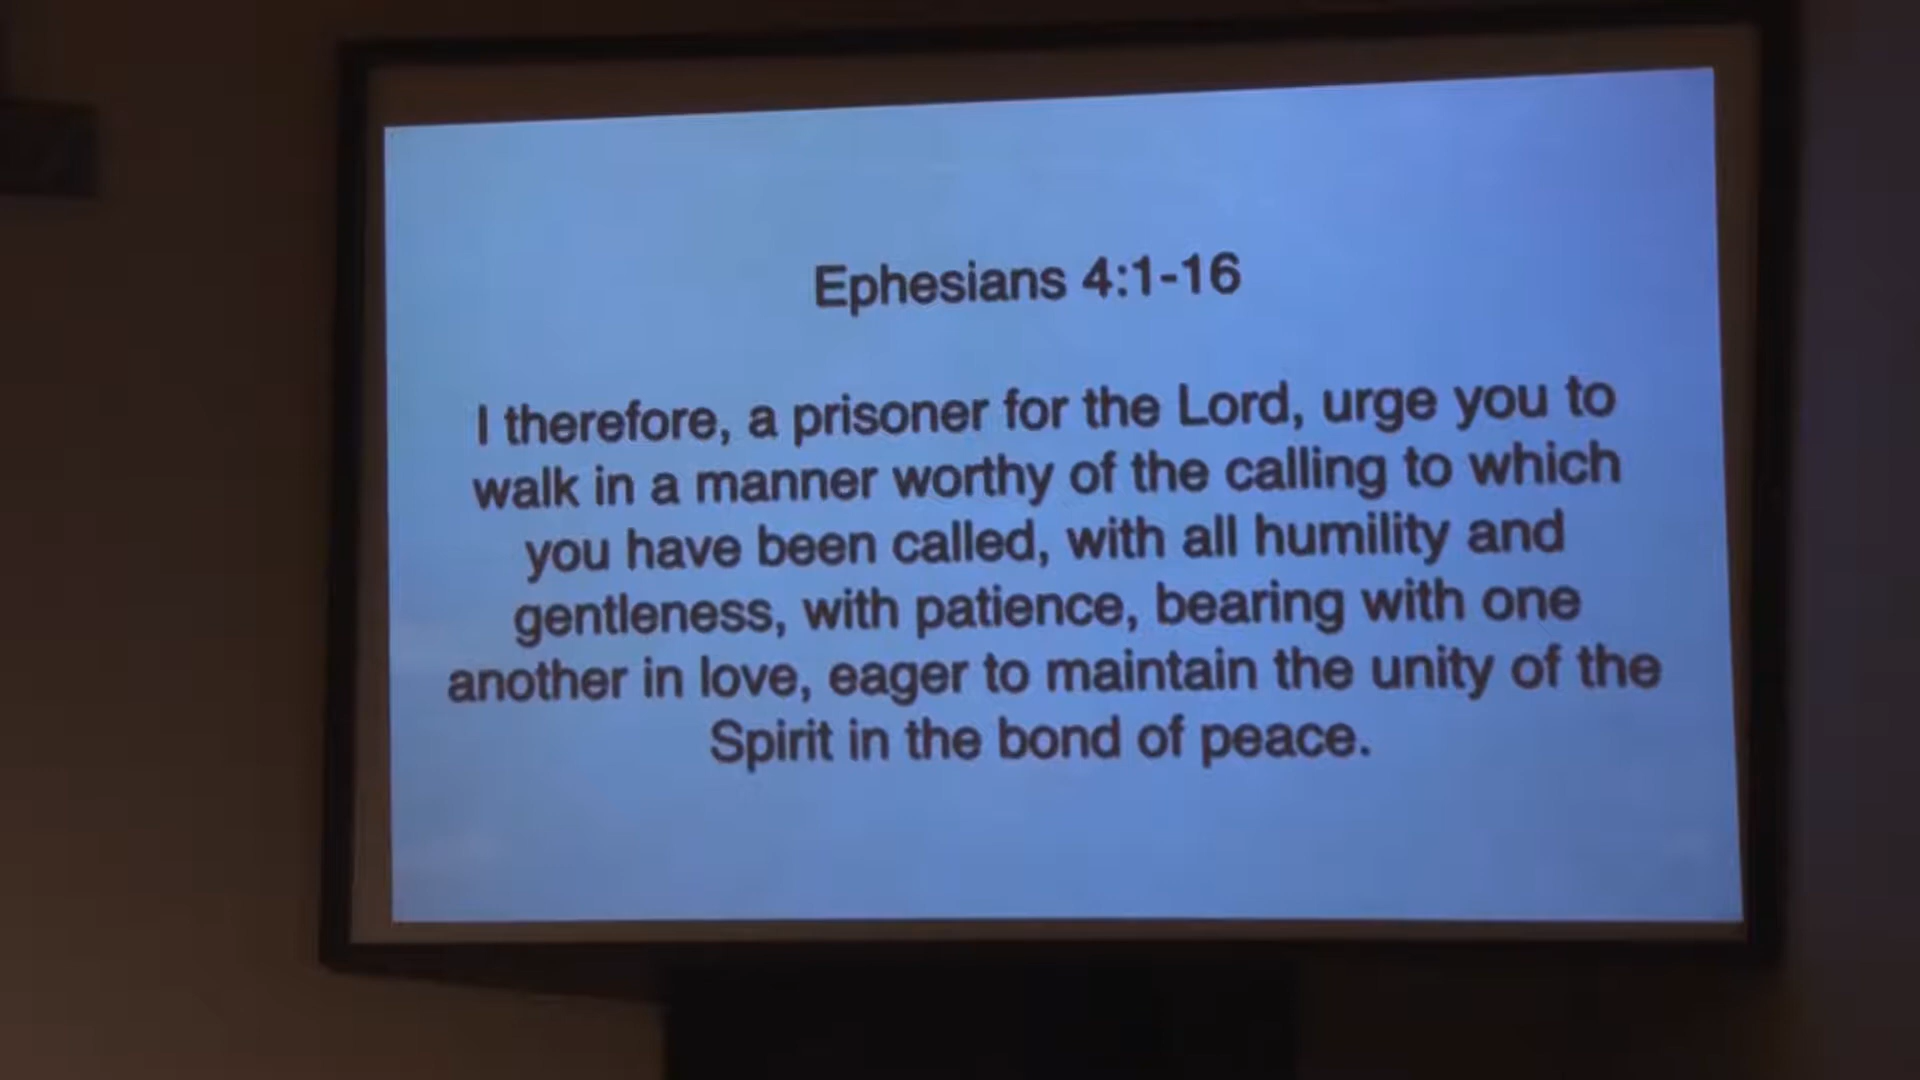 Ephesians 4:1-16
I therefore, a prisoner for the Lord, urge you to
walk in a manner worthy of the calling to which
you have been called, with all humility and
gentleness, with patience, bearing with one
another in love, eager to maintain the unity of the
Spirit in the bond of peace.